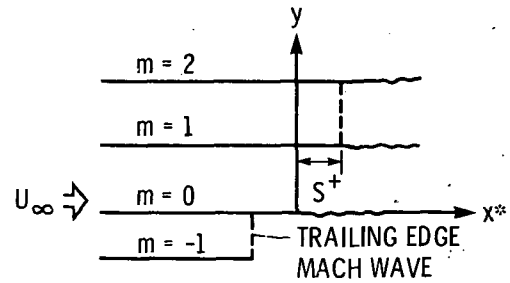 y
m = 2
m = 1
S+
U∞
m = 0
x*
m = -1
TRAILING EDGE
MACH WAVE